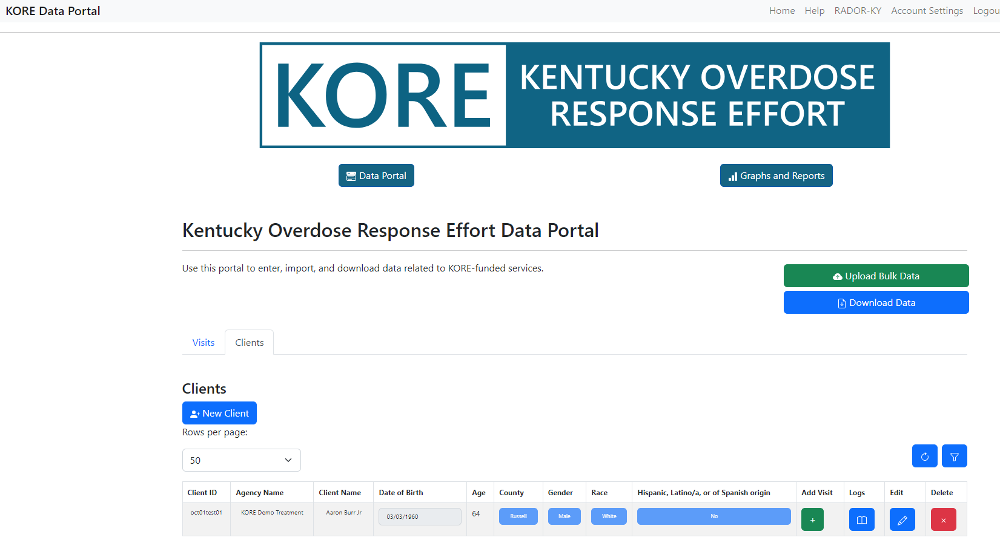 KORE Data Portal
Home Help RADOR-KY Account Settings Logou
KORE
KENTUCKY OVERDOSE
RESPONSE EFFORT
Data Portal
Graphs and Reports
Kentucky Overdose Response Effort Data Portal
Use this portal to enter, import, and download data related to KORE-funded services.
Upload Bulk Data
Download Data
Visits Clients
Clients
New Client
Rows per page:
50
Client ID Agency Name Client Name Date of Birth Age County Gender Race Hispanic, Latino/a, or of Spanish origin Add Visit Logs Edit Delete
oct01test01 KORE Demo Treatment Aaron Burr Jr 03/03/1960 64 Russell Male White No